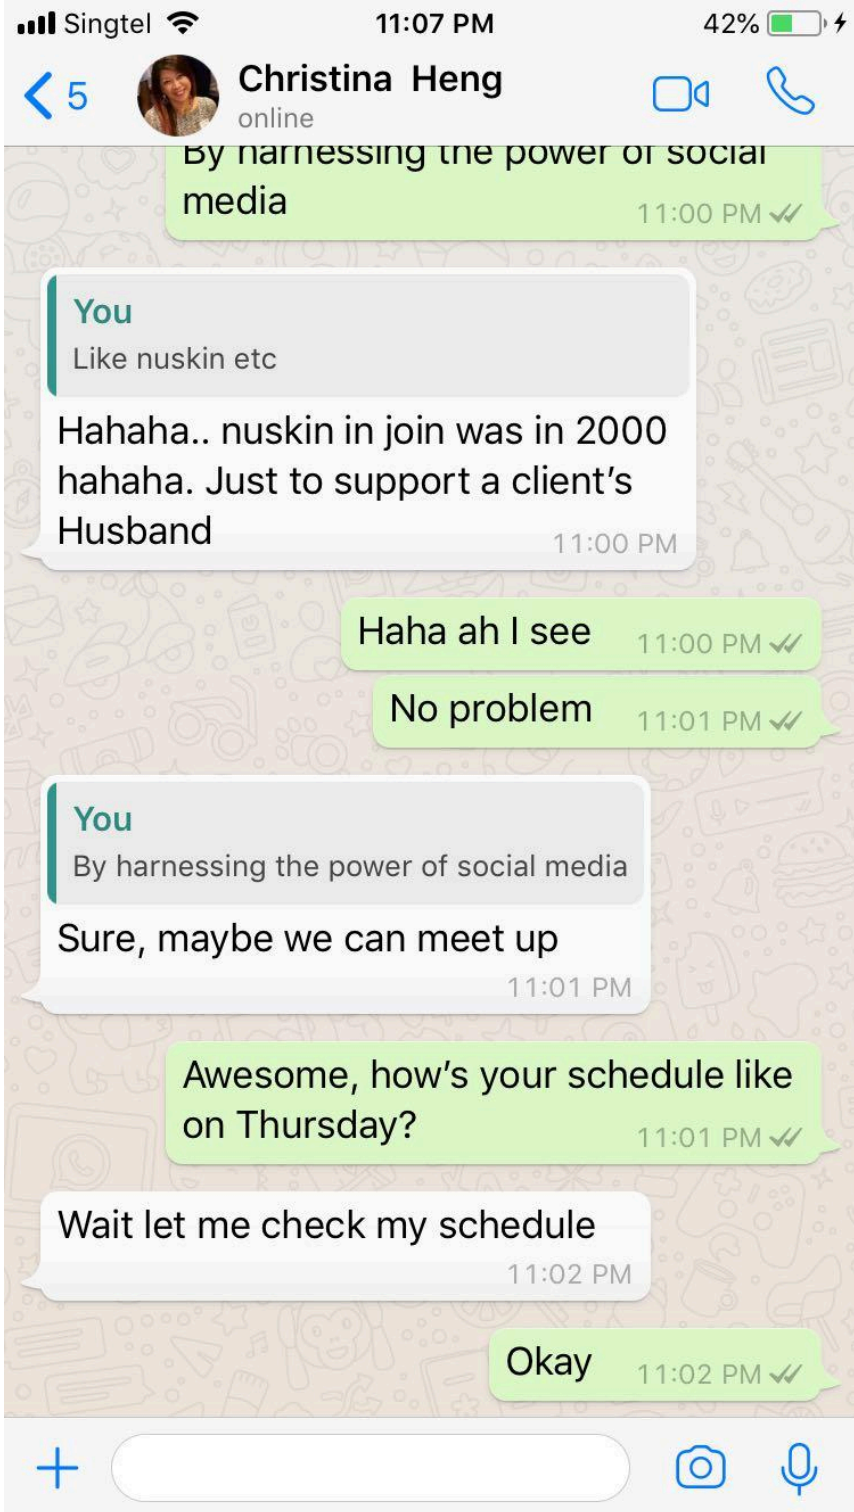 Singtel 11:07 PM 42%
5 Christina Heng
online
By harnessing the power of social
media
11:00 PM
You
Like nuskin etc
Hahaha.. nuskin in join was in 2000
hahaha. Just to support a client's
Husband
11:00 PM
Haha ah I see 11:00 PM
No problem 11:01 PM
You
By harnessing the power of social media
Sure, maybe we can meet up
11:01 PM
Awesome, how's your schedule like
on Thursday?
11:01 PM
Wait let me check my schedule
11:02 PM
Okay 11:02 PM